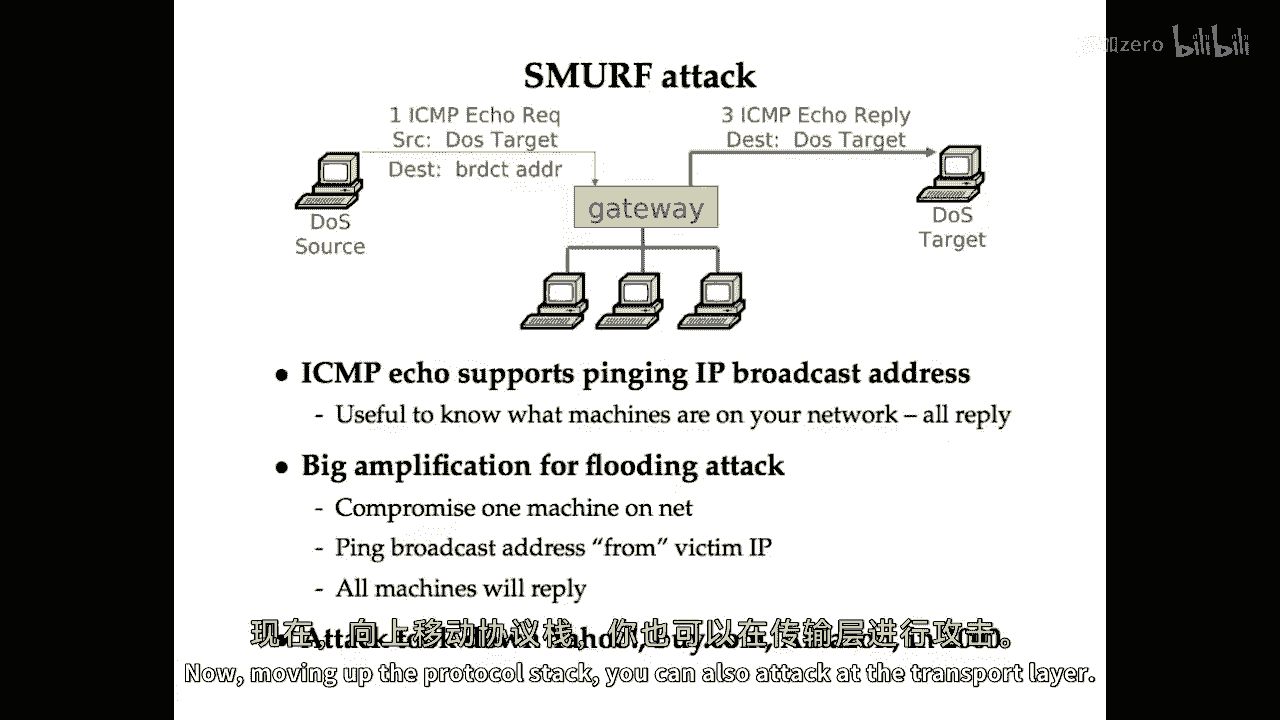 zero bilibili
SMURF attack
1 ICMP Echo Req
Src: Dos Target
Dest: brdct addr
3 ICMP Echo Reply
Dest: Dos Target
gateway
DoS
Source
DoS
Target
• ICMP echo supports pinging IP broadcast address
- Useful to know what machines are on your network – all reply
• Big amplification for flooding attack
- Compromise one machine on net
- Ping broadcast address “from” victim IP
- All machines will reply
现在，向上移动协议栈，你也可以在传输层进行攻击。
Now, moving up the protocol stack, you can also attack at the transport layer.